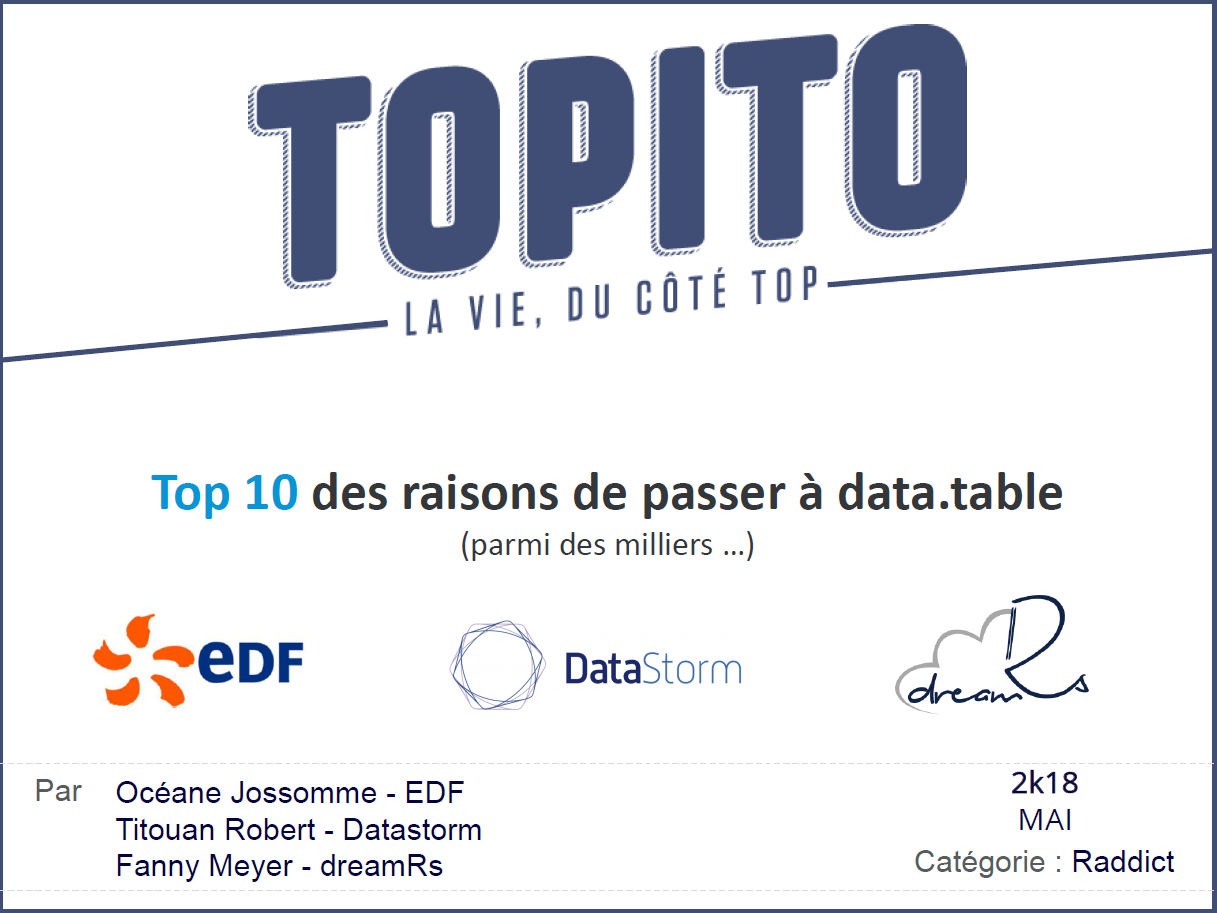 TOPITO
LA VIE, DU CÔTÉ TOP
Top 10 des raisons de passer à data.table
(parmi des milliers ...)
eDF
DataStorm
dreamRs
Par
Océane Jossomme - EDF
Titouan Robert - Datastorm
Fanny Meyer - dreamRs
2k18
MAI
Catégorie : Raddict